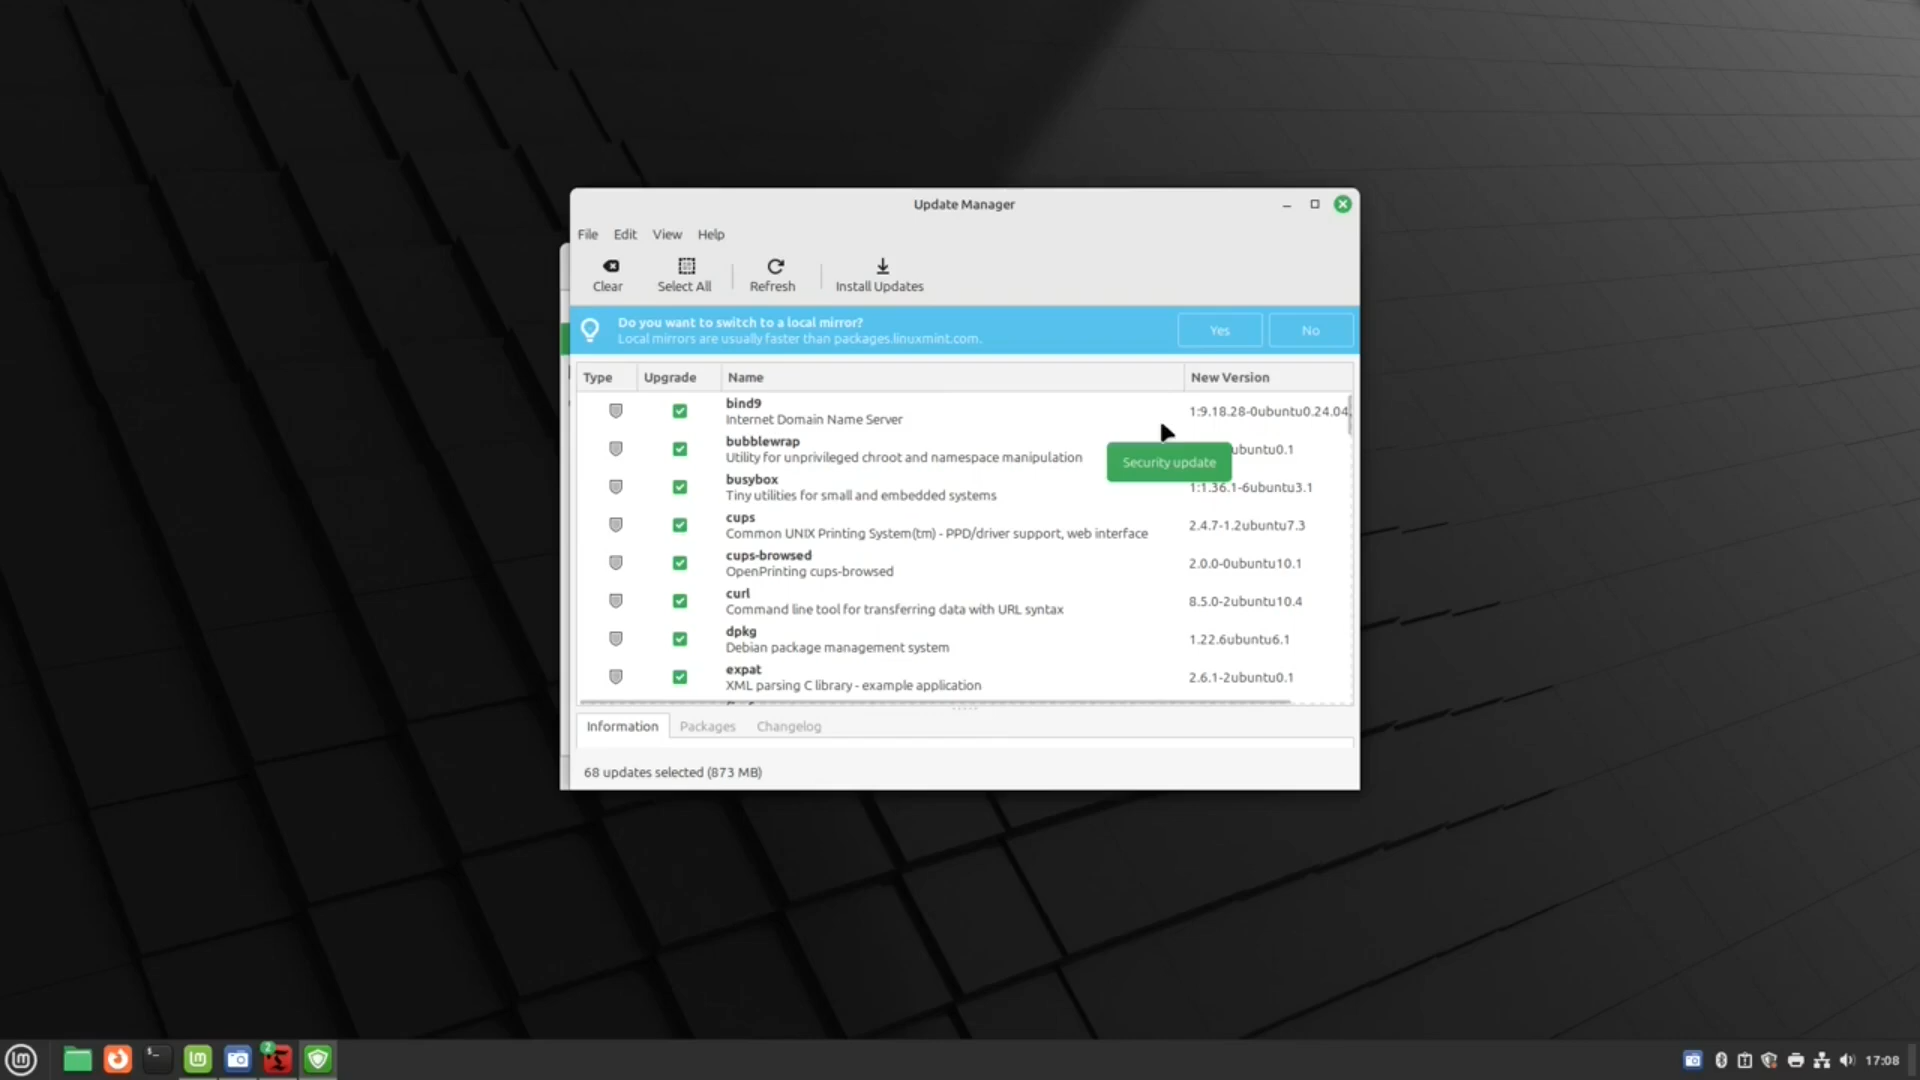 Update Manager
File Edit View Help
Clear Select All Refresh Install Updates
Do you want to switch to a local mirror?
Local mirrors are usually faster than packages.linuxmint.com.
Yes No
Type Upgrade Name New Version
bind9
Internet Domain Name Server
1:9.18.28-0ubuntu0.24.04.
bubblewrap
Utility for unprivileged chroot and namespace manipulation
ubuntu0.1
Security update
busybox
Tiny utilities for small and embedded systems
1:1.36.1-6ubuntu3.1
cups
Common UNIX Printing System(tm) - PPD/driver support, web interface
2.4.7-1.2ubuntu7.3
cups-browsed
OpenPrinting cups-browsed
2.0.0-0ubuntu10.1
curl
Command line tool for transferring data with URL syntax
8.5.0-2ubuntu10.4
dpkg
Debian package management system
1.22.6ubuntu6.1
expat
XML parsing C library - example application
2.6.1-2ubuntu0.1
Information Packages Changelog
68 updates selected (873 MB)
2
17:08